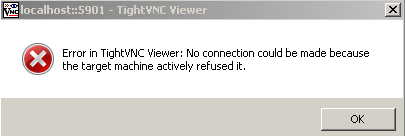 localhost::5901 - TightVNC Viewer
Error in TightVNC Viewer: No connection could be made because
the target machine actively refused it.
OK